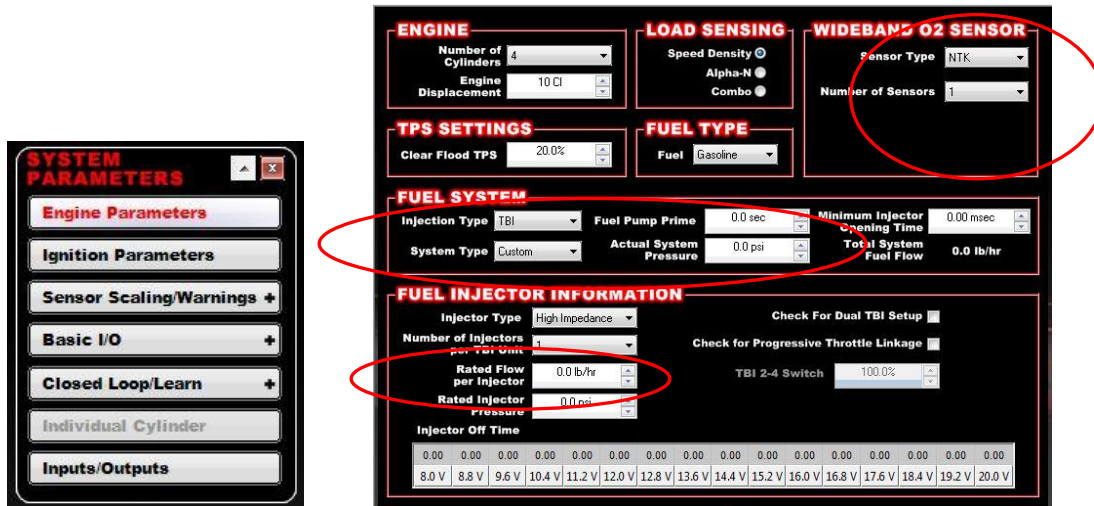 SYSTEM
PARAMETERS
Engine Parameters
Ignition Parameters
Sensor Scaling/Warnings +
Basic I/O +
Closed Loop/Learn +
Individual Cylinder
Inputs/Outputs
ENGINE
Number of
Cylinders 4
Engine
Displacement 10 CI
LOAD SENSING
Speed Density
Alpha-N
Combo
WIDEBAND O2 SENSOR
Sensor Type NTK
Number of Sensors 1
TPS SETTINGS
Clear Flood TPS 20.0%
FUEL TYPE
Fuel Gasoline
FUEL SYSTEM
Injection Type TBI
Fuel Pump Prime 0.0 sec
Minimum Injector
Opening Time 0.00 msec
System Type Custom
Actual System
Pressure 0.0 psi
Total System
Fuel Flow 0.0 lb/hr
FUEL INJECTOR INFORMATION
Injector Type High Impedance
Number of Injectors
per TBI Unit 1
Rated Flow
per Injector 0.0 lb/hr
Rated Injector
Pressure 0.0 psi
Check For Dual TBI Setup
Check for Progressive Throttle Linkage
TBI 2-4 Switch 100.0%
Injector Off Time
0.00 0.00 0.00 0.00 0.00 0.00 0.00 0.00 0.00 0.00 0.00 0.00 0.00 0.00 0.00 0.00
8.0 V 8.8 V 9.6 V 10.4 V 11.2 V 12.0 V 12.8 V 13.6 V 14.4 V 15.2 V 16.0 V 16.8 V 17.6 V 18.4 V 19.2 V 20.0 V